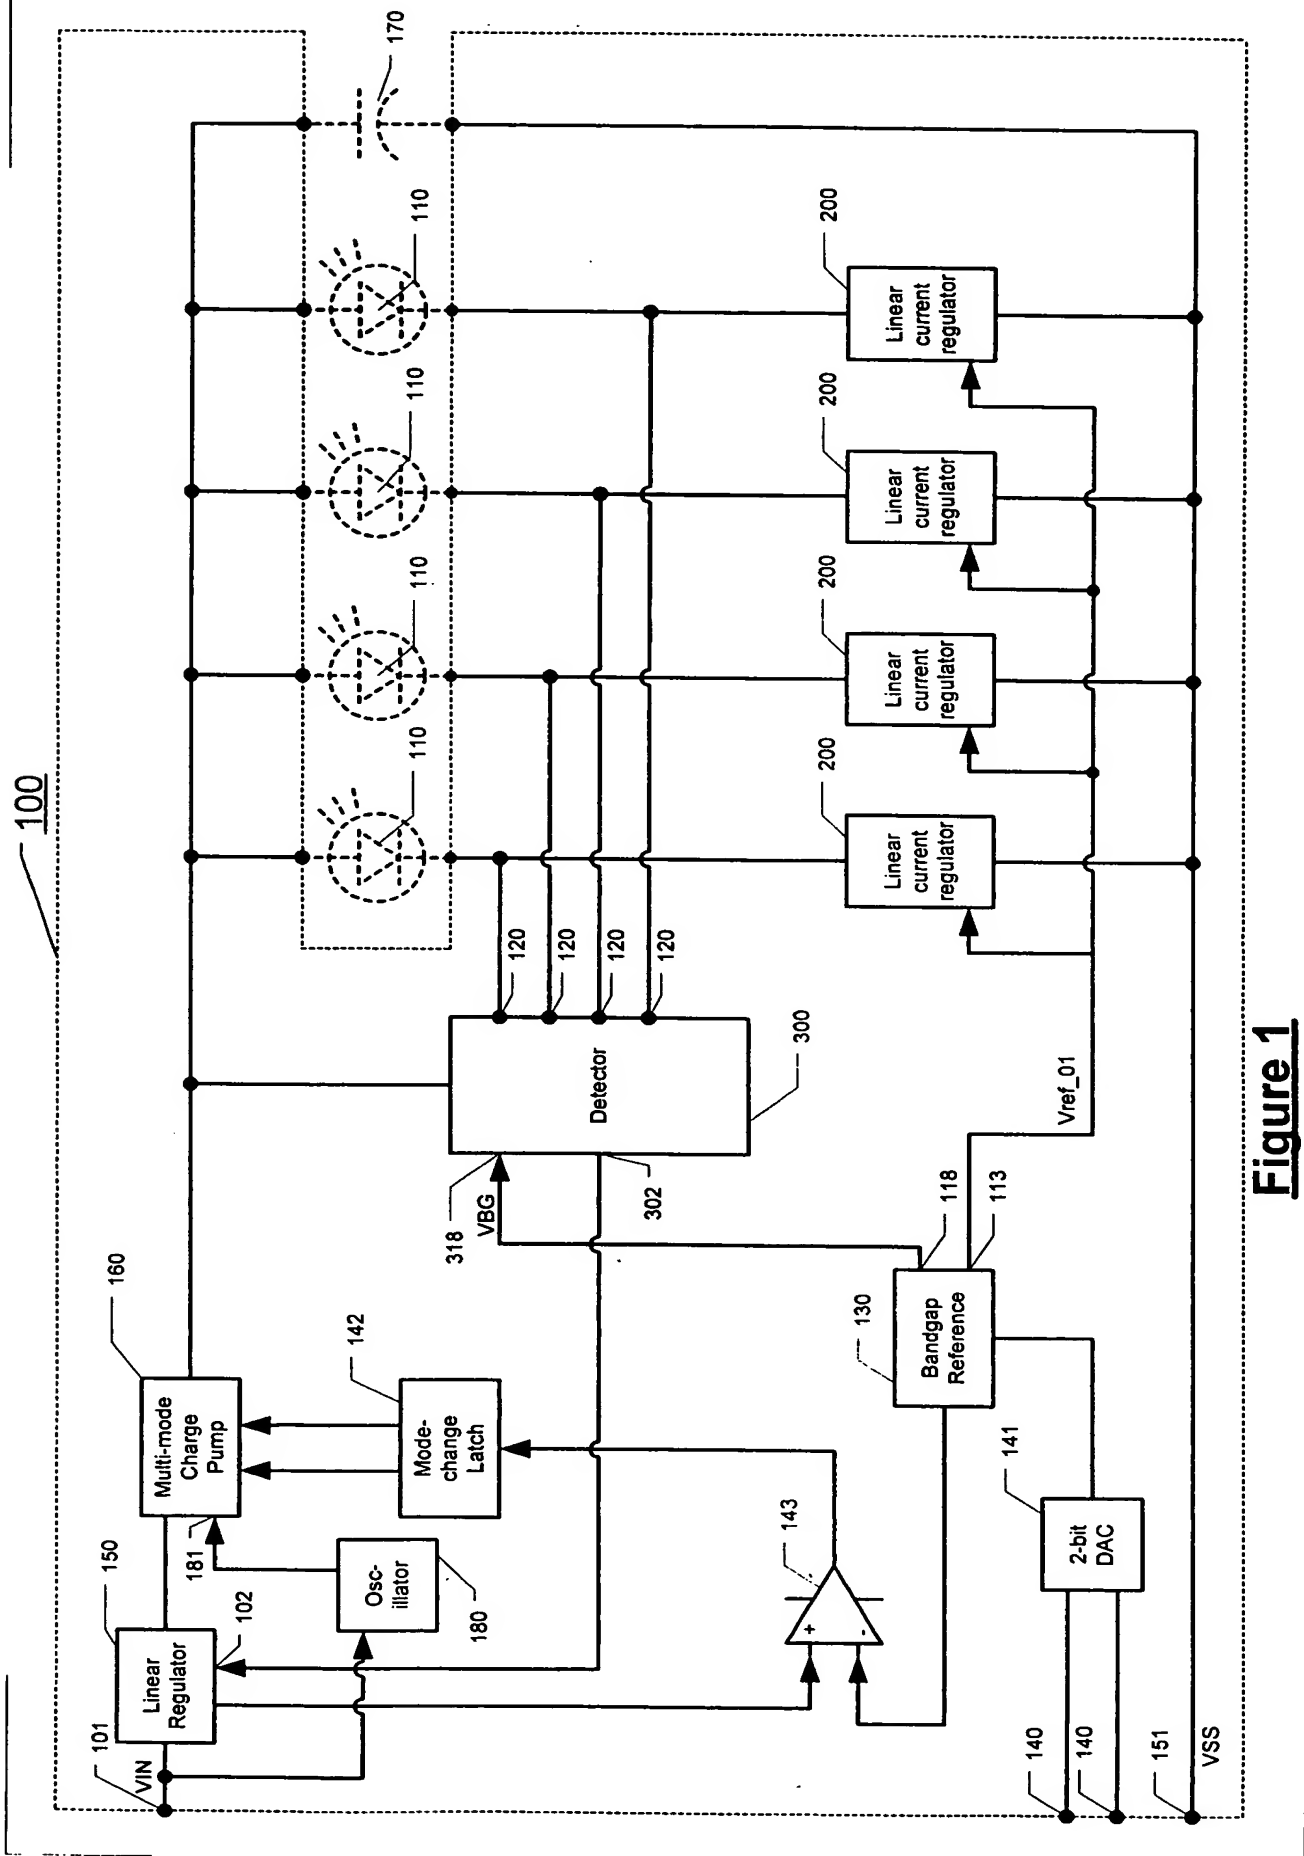 100
101
VIN
150
Linear
Regulator
102
181
160
Multi-mode
Charge
Pump
142
Mode-
change
Latch
Osc-
illator
180
318
VBG
302
Detector
300
120
120
120
120
110
110
110
110
170
200
Linear
current
regulator
200
Linear
current
regulator
200
Linear
current
regulator
200
Linear
current
regulator
143
+
-
130
Bandgap
Reference
118
113
Vref_01
141
2-bit
DAC
140
140
151
VSS
Figure 1